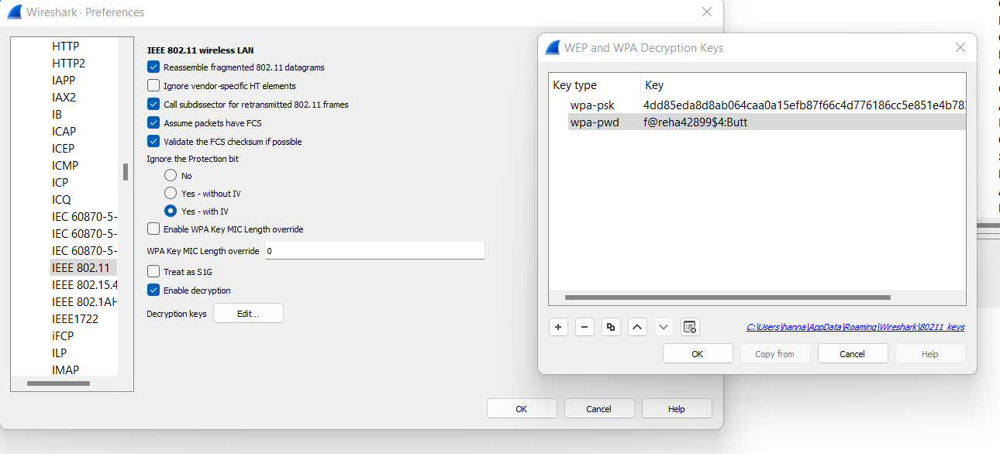 Wireshark · Preferences
HTTP
HTTP2
IAPP
IAX2
IB
ICAP
ICEP
ICMP
ICP
ICQ
IEC 60870-5-
IEC 60870-5-
IEC 60870-5-
IEEE 802.11
IEEE 802.15.4
IEEE 802.1AH
IEEE1722
iFCP
ILP
IMAP
IEEE 802.11 wireless LAN
Reassemble fragmented 802.11 datagrams
Ignore vendor-specific HT elements
Call subdissector for retransmitted 802.11 frames
Assume packets have FCS
Validate the FCS checksum if possible
Ignore the Protection bit
No
Yes - without IV
Yes - with IV
Enable WPA Key MIC Length override
WPA Key MIC Length override 0
Treat as S1G
Enable decryption
Decryption keys Edit...
OK Cancel Help
WEP and WPA Decryption Keys
Key type Key
wpa-psk 4dd85eda8d8ab064caa0a15efb87f66c4d776186cc5e851e4b78
wpa-pwd f@reha42899$4:Butt
C:\Users\hanna\AppData\Roaming\Wireshark\80211_keys
OK Copy from Cancel Help